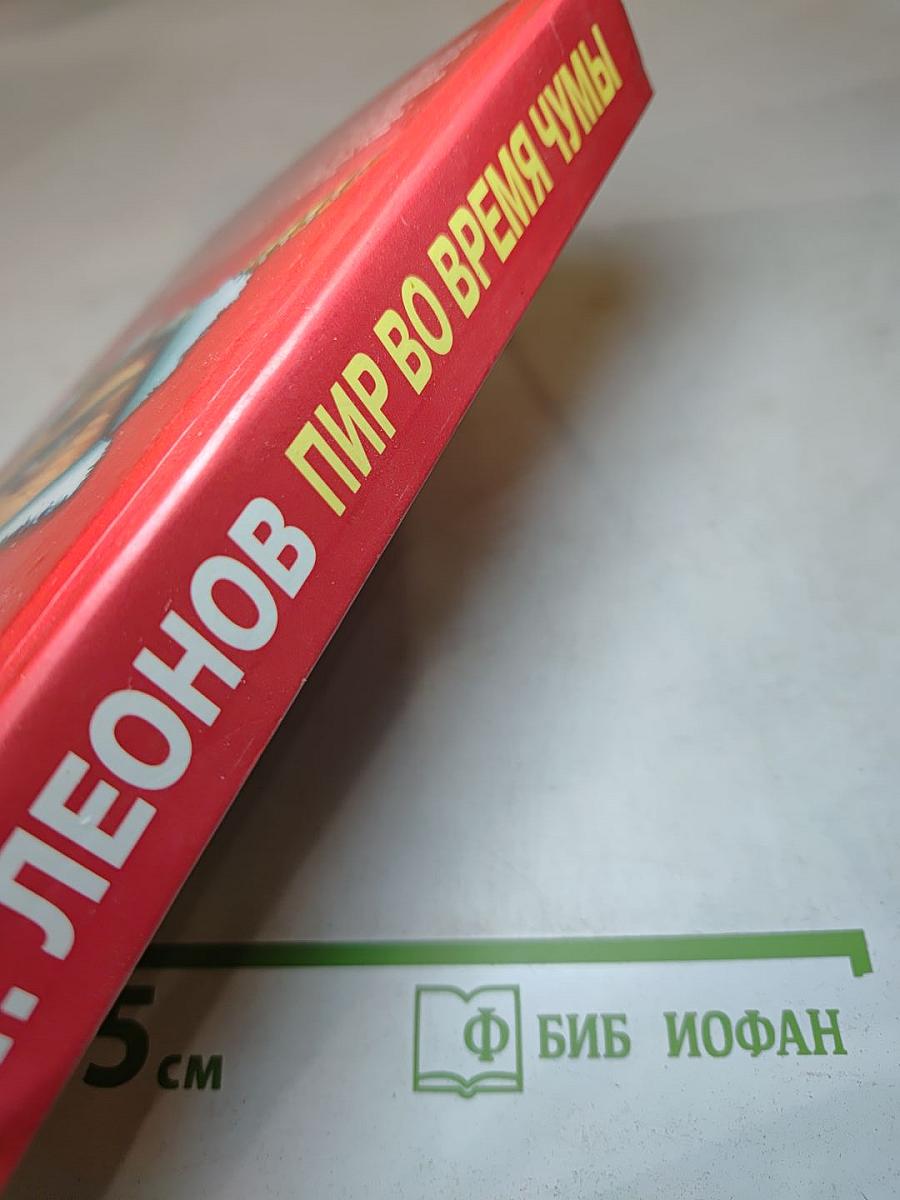 . ЛЕОНОВ ПИР ВО ВРЕМЯ ЧУМЫ
5 см
Ф БИБ ИОФАН